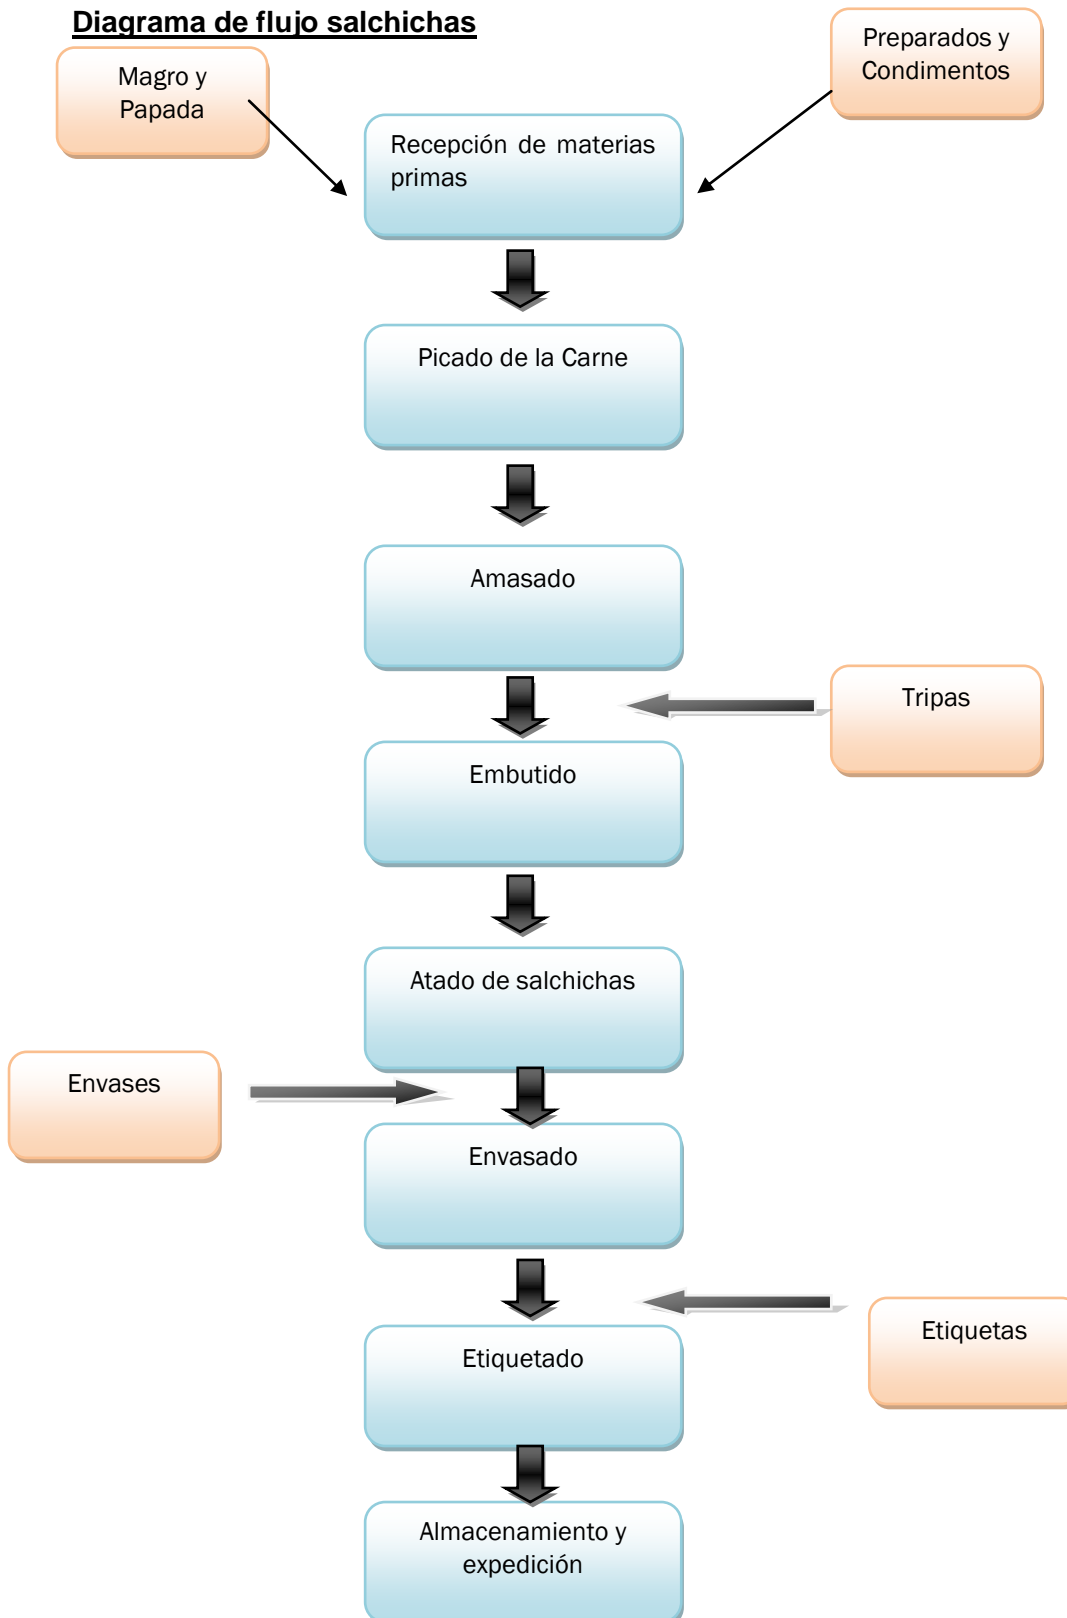 Diagrama de flujo salchichas
Preparados y
Condimentos
Magro y
Papada
Recepción de materias
primas
Picado de la Carne
Amasado
Tripas
Embutido
Atado de salchichas
Envases
Envasado
Etiquetas
Etiquetado
Almacenamiento y
expedición